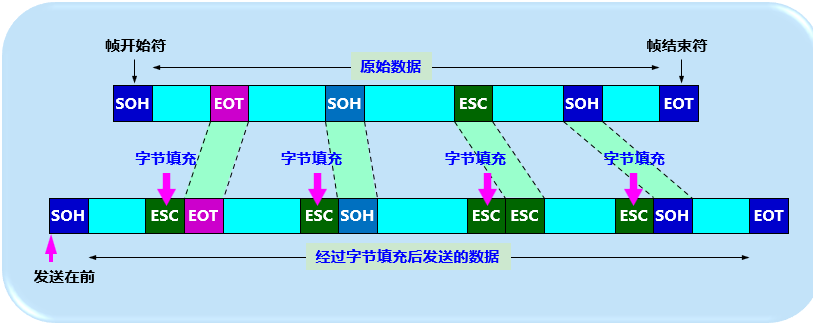 帧开始符 帧结束符
原始数据
SOH EOT SOH ESC SOH EOT
字节填充 字节填充 字节填充 字节填充
SOH ESC EOT ESC SOH ESC ESC ESC SOH EOT
经过字节填充后发送的数据
发送在前